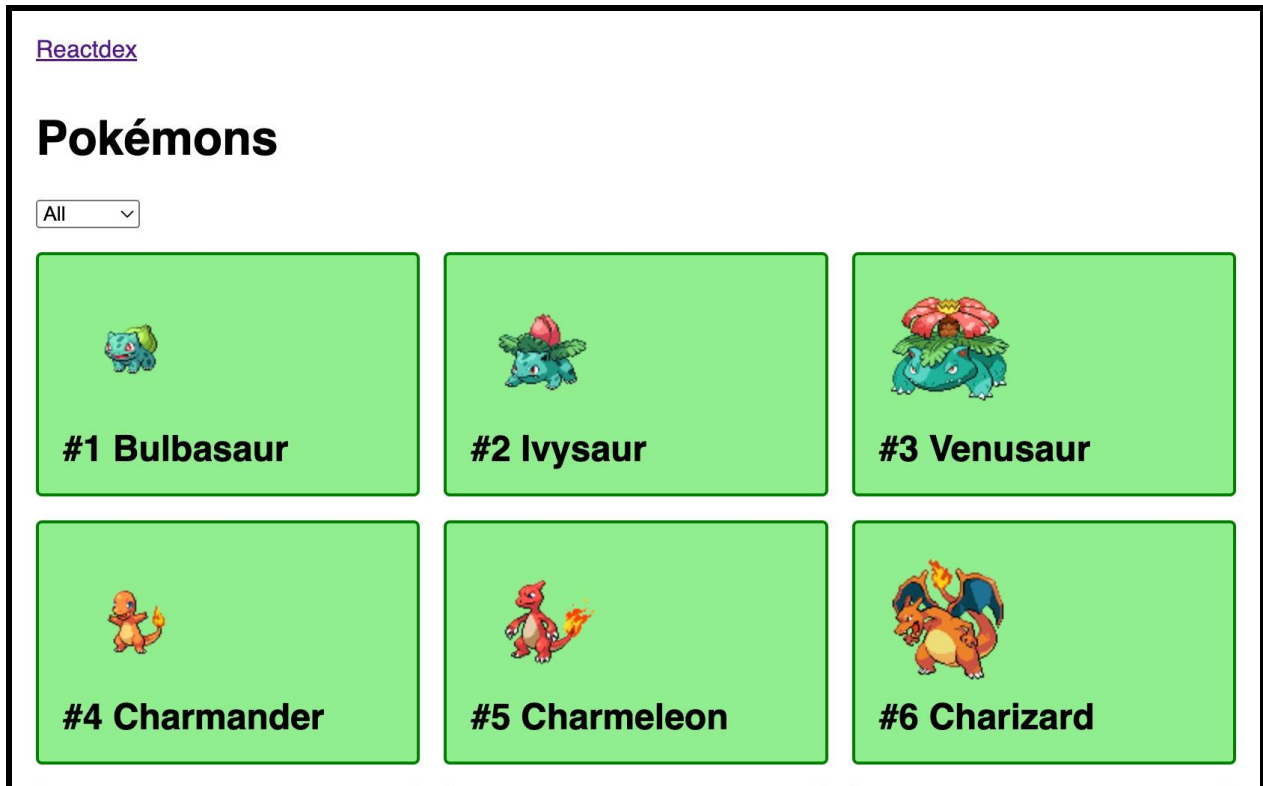 Reactdex
Pokémons
All
#1 Bulbasaur
#2 Ivysaur
#3 Venusaur
#4 Charmander
#5 Charmeleon
#6 Charizard